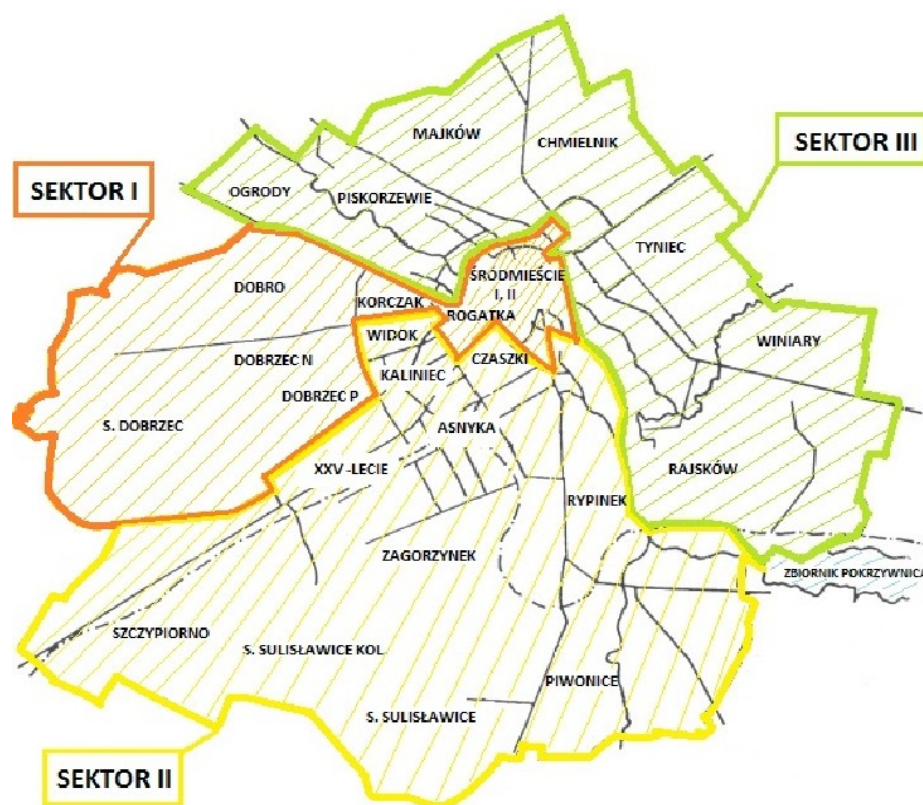 MAJKÓW
CHMIELNIK
SEKTOR III
SEKTOR I
OGRODY
PISKORZEWIE
TYNIEC
ŚRÓDMIEŚCIE
I, II
DOBRO
KORCZAK
ROGATKA
WIDOK
WINIARY
DOBRZEC N
CZASZKI
KALINIEC
DOBRZEC P
S. DOBRZEC
ASNYKA
XXV -LECIE
RAJSKÓW
RYPINEK
ZAGORZYNEK
ZBIORNIK POKRZYWNICA
SZCZYPIORNO
S. SULISŁAWICE KOL.
PIWONICE
S. SULISŁAWICE
SEKTOR II